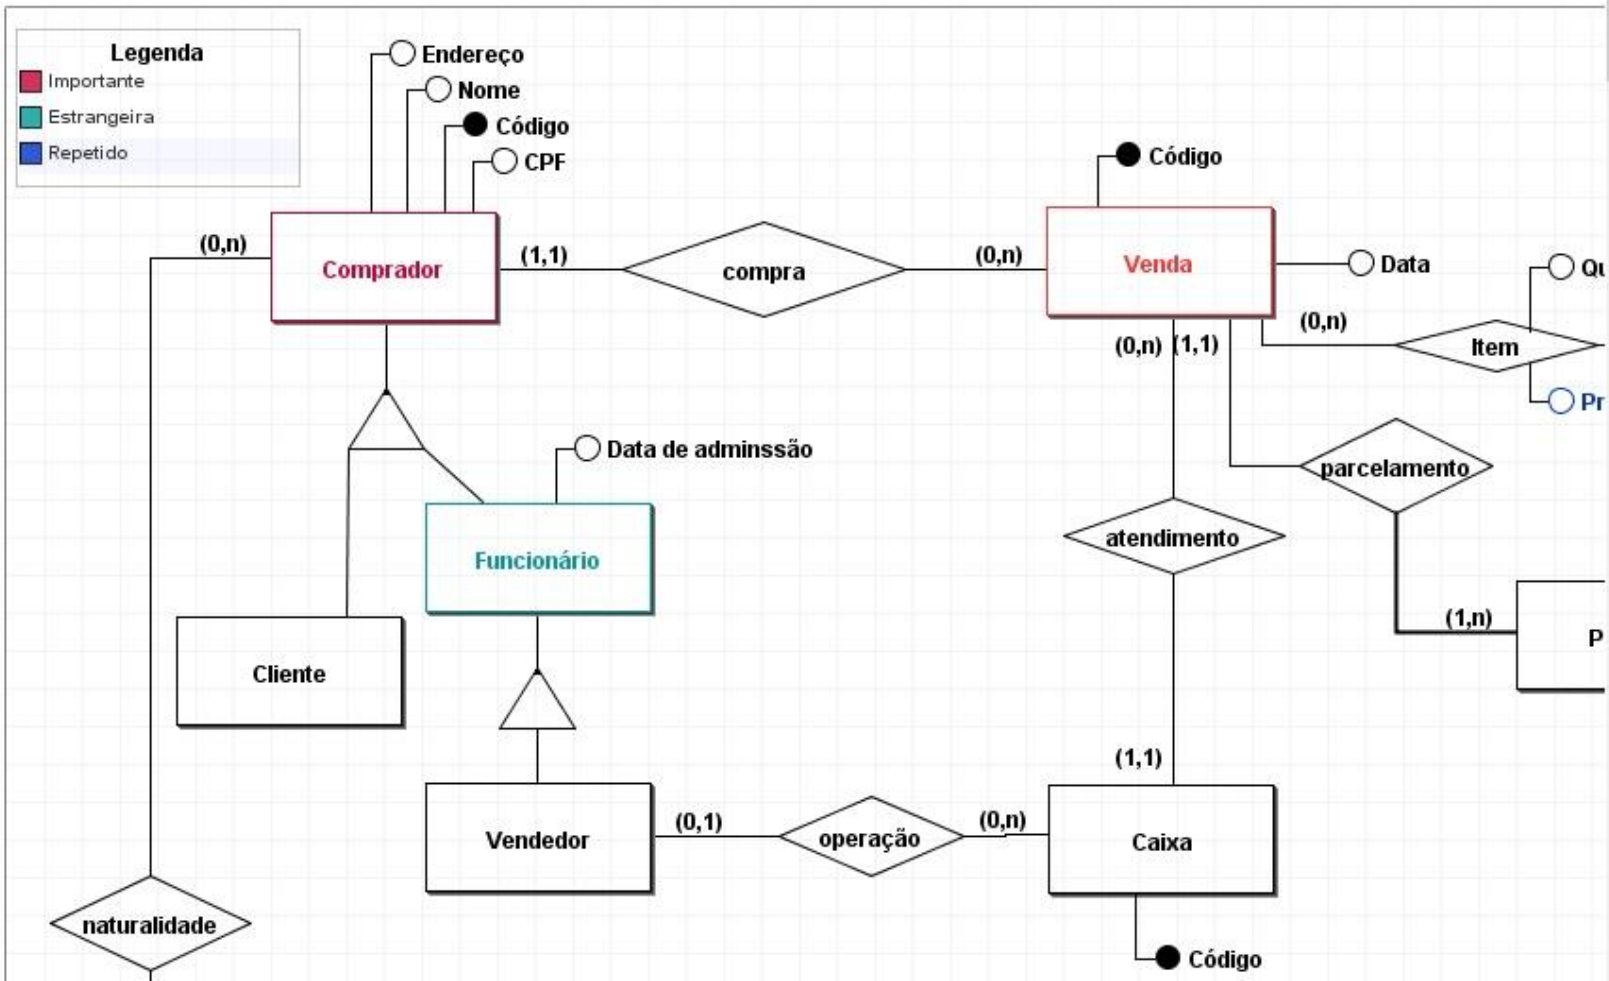 Legenda
Importante
Estrangeira
Repetido
Endereço
Nome
Código
CPF
Código
(0,n)
Comprador
(1,1)
compra
(0,n)
Venda
Data
Qu
(0,n)
Item
(0,n)
(1,1)
Pr
Data de adminssão
parcelamento
atendimento
Funcionário
(1,n)
P
Cliente
(1,1)
Vendedor
(0,1)
operação
(0,n)
Caixa
naturalidade
Código